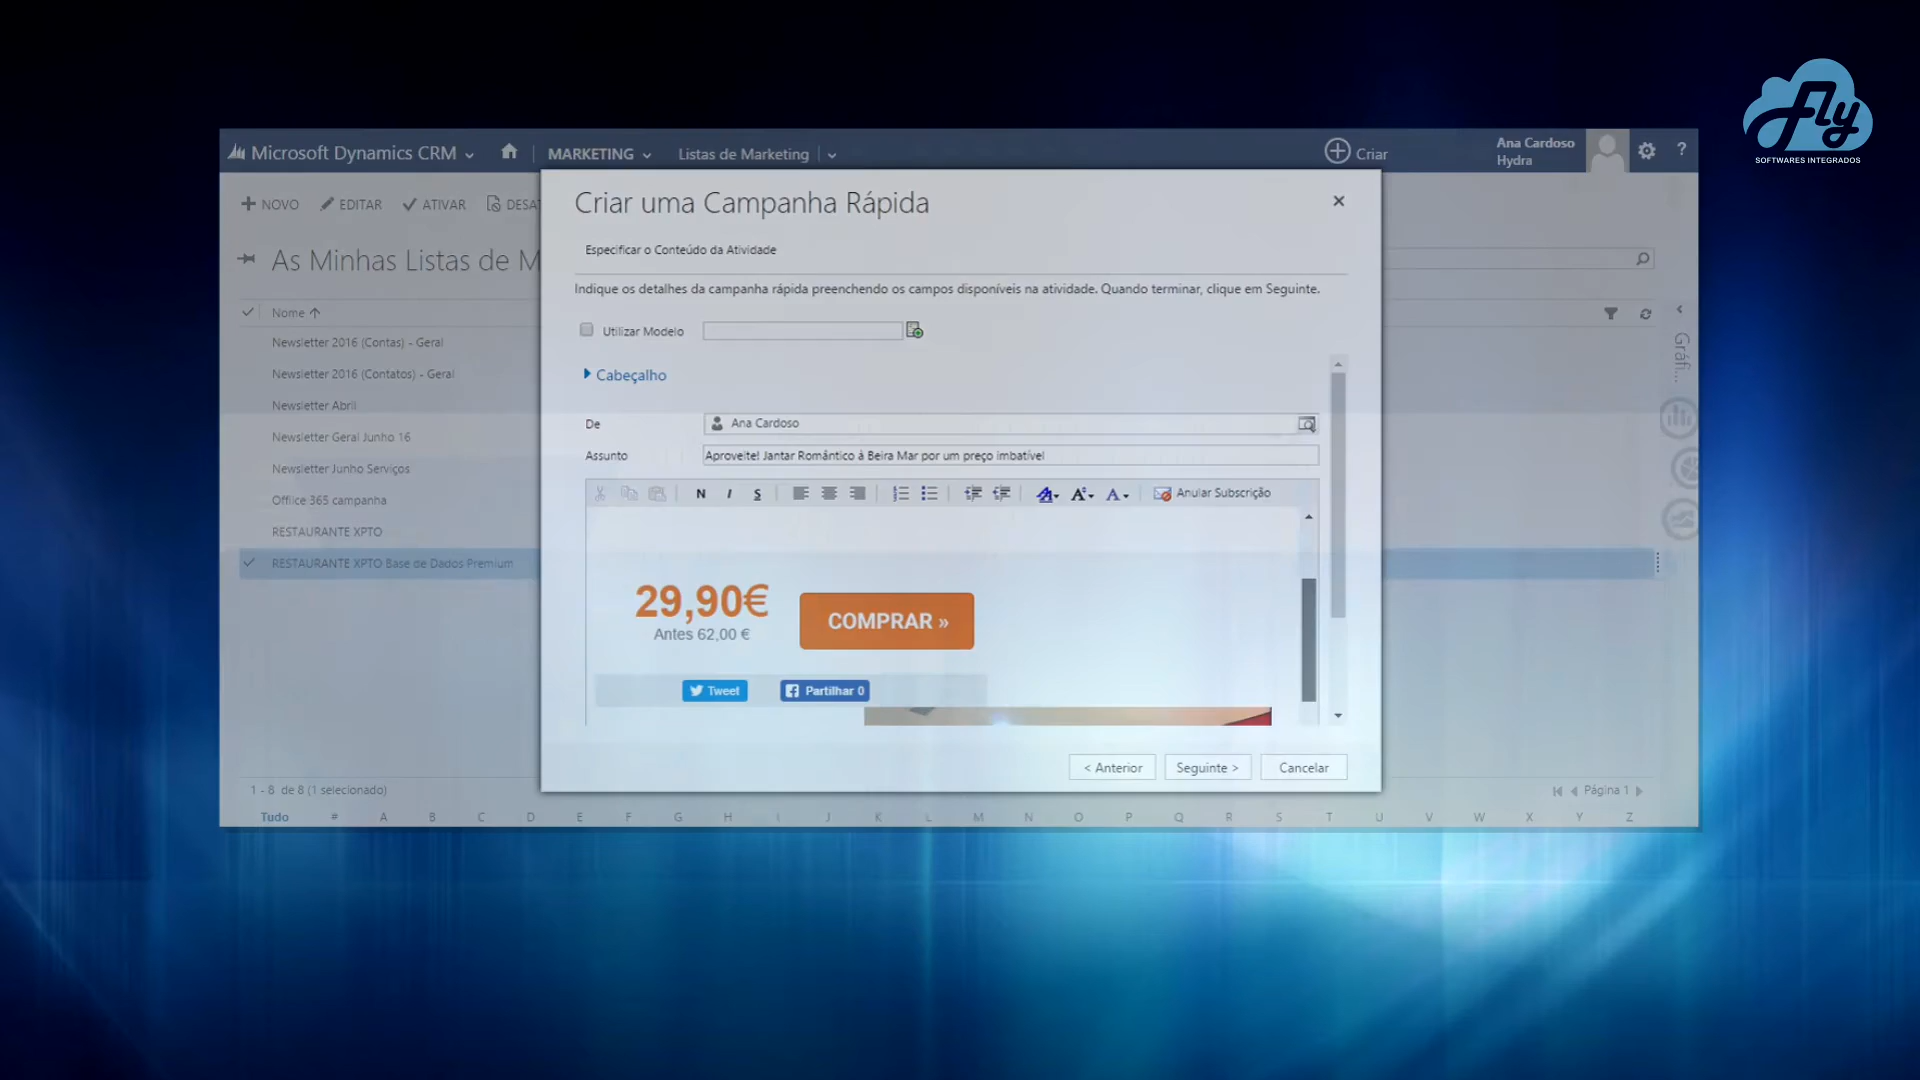 Fly
SOFTWARES INTEGRADOS
Microsoft Dynamics CRM
MARKETING
Listas de Marketing
Criar
Ana Cardoso
Hydra
?
NOVO
EDITAR
ATIVAR
DESAT
As Minhas Listas de M
Nome
Newsletter 2016 (Contas) - Geral
Newsletter 2016 (Contatos) - Geral
Newsletter Abril
Newsletter Geral Junho 16
Newsletter Junho Serviços
Office 365 campanha
RESTAURANTE XPTO
RESTAURANTE XPTO Base de Dados Premium
Gráfi...
Criar uma Campanha Rápida
Especificar o Conteúdo da Atividade
Indique os detalhes da campanha rápida preenchendo os campos disponíveis na atividade. Quando terminar, clique em Seguinte.
Utilizar Modelo
Cabeçalho
De
Ana Cardoso
Assunto
Aproveite! Jantar Romântico à Beira Mar por um preço imbatível
N I S
Anular Subscrição
29,90€
Antes 62,00 €
COMPRAR »
Tweet
Partilhar 0
< Anterior
Seguinte >
Cancelar
1 - 8 de 8 (1 selecionado)
Página 1
Tudo # A B C D E F G H I J K L M N O P Q R S T U V W X Y Z